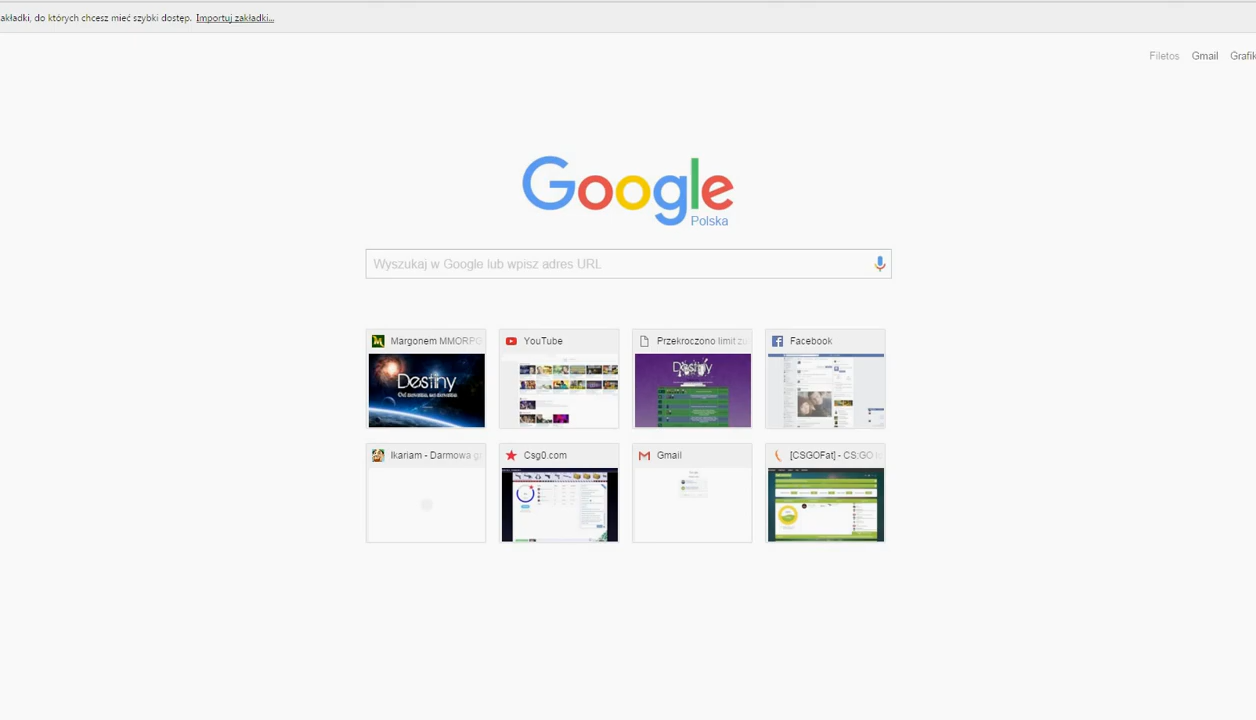 akładki, do których chcesz mieć szybki dostęp. Importuj zakładki...
Filetos Gmail Grafik
Google
Polska
Wyszukaj w Google lub wpisz adres URL
Margonem MMORPG YouTube Przekroczono limit Facebook
Destiny Destiny
Ikariam - Darmowa Csg0.com Gmail [CSGOFat] - CS:GO